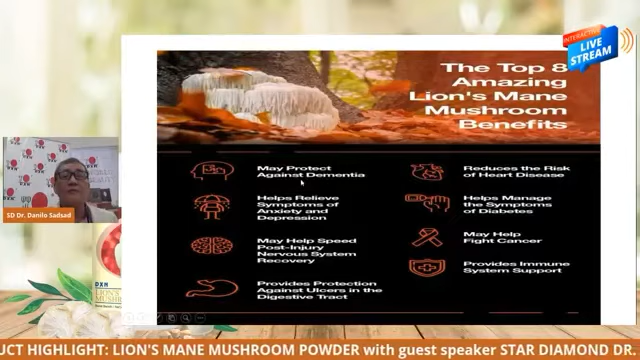 INTERACTIVE
LIVE
STREAM
The Top 8
Amazing
Lion's Mane
Mushroom
Benefits
May Protect
Against Dementia
Helps Relieve
Symptoms of
Anxiety and
Depression
May Help Speed
Post-Injury
Nervous System
Recovery
Provides Protection
Against Ulcers in the
Digestive Tract
Reduces the Risk
of Heart Disease
Helps Manage
the Symptoms
of Diabetes
May Help
Fight Cancer
Provides Immune
System Support
SD Dr. Danilo Sadsad
DXN
LION'S
UCT HIGHLIGHT: LION'S MANE MUSHROOM POWDER with guest speaker STAR DIAMOND DR